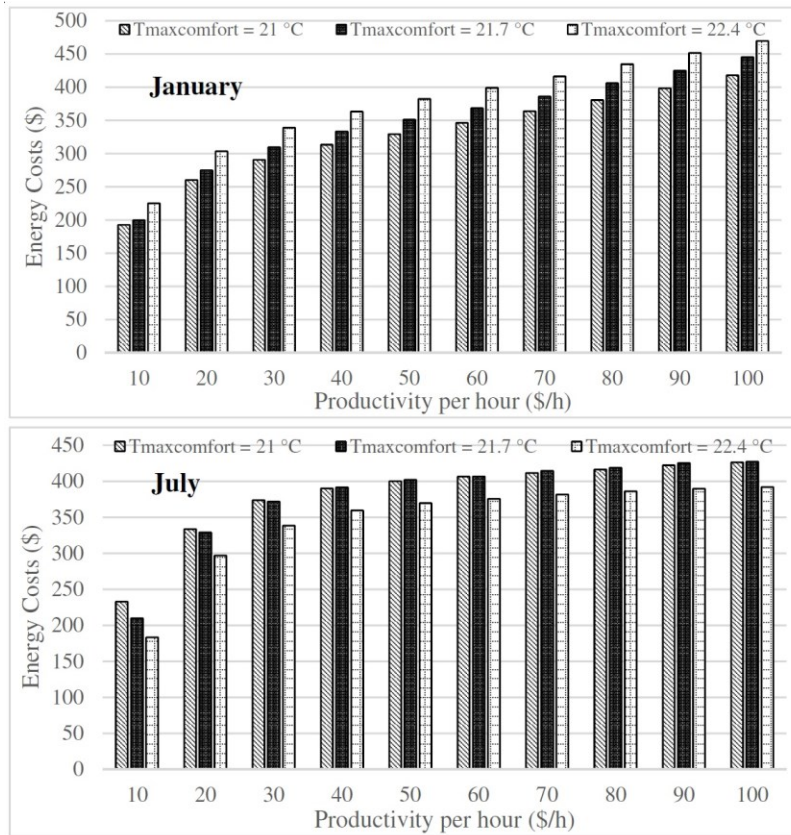 500
450
400
350
300
250
200
150
100
50
0
Energy Costs ($)
Tmaxcomfort = 21 °C Tmaxcomfort = 21.7 °C Tmaxcomfort = 22.4 °C
January
10 20 30 40 50 60 70 80 90 100
Productivity per hour ($/h)
450
400
350
300
250
200
150
100
50
0
Energy Costs ($)
Tmaxcomfort = 21 °C Tmaxcomfort = 21.7 °C Tmaxcomfort = 22.4 °C
July
10 20 30 40 50 60 70 80 90 100
Productivity per hour ($/h)